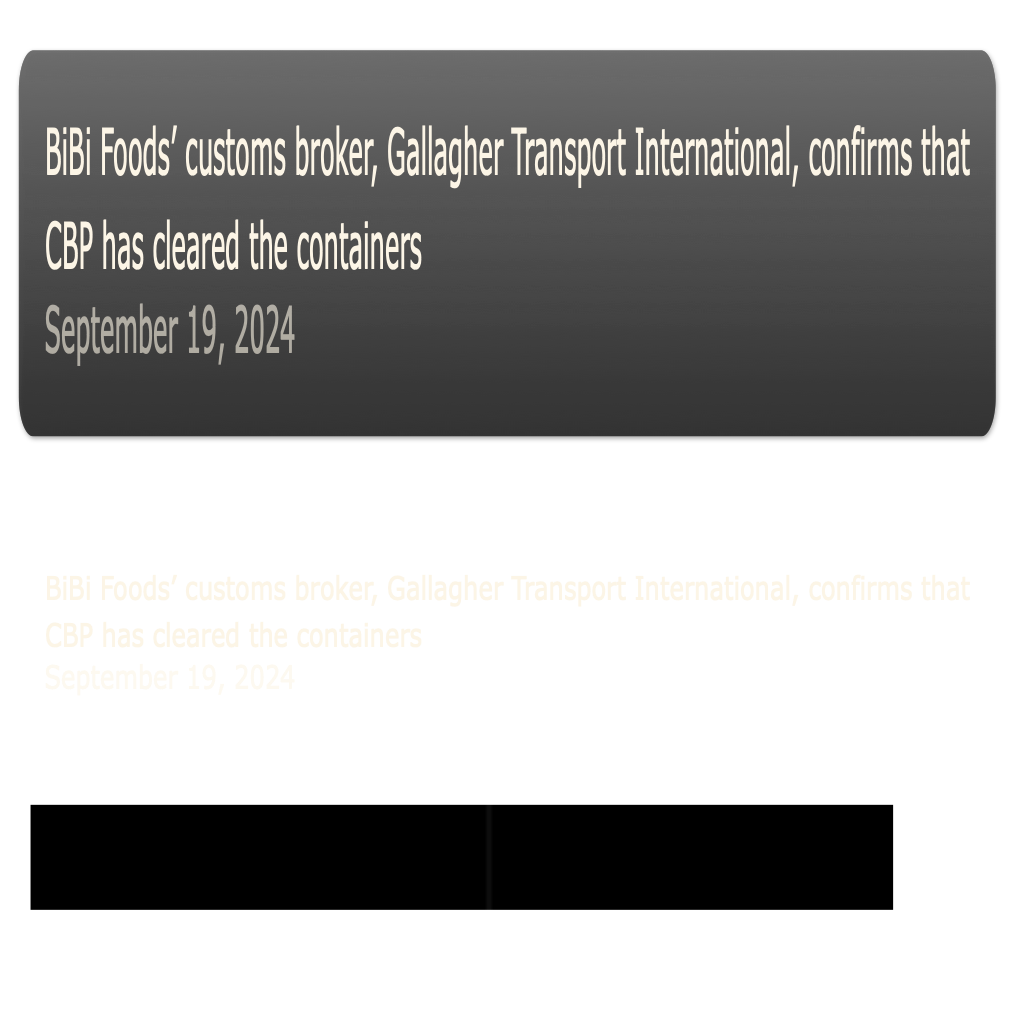 BiBi Foods’ customs broker, Gallagher Transport International, confirms that
CBP has cleared the containers
September 19, 2024
BiBi Foods’ customs broker, Gallagher Transport International, confirms that
CBP has cleared the containers
September 19, 2024